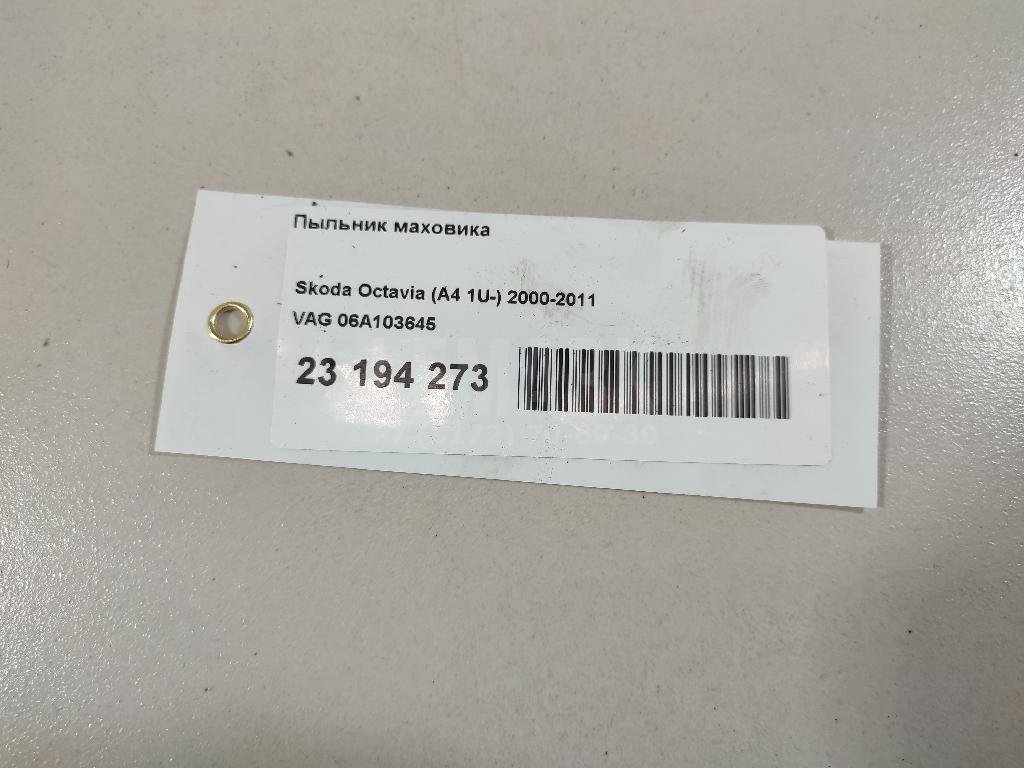 Пыльник маховика
Skoda Octavia (A4 1U-) 2000-2011
VAG 06A103645
23 194 273